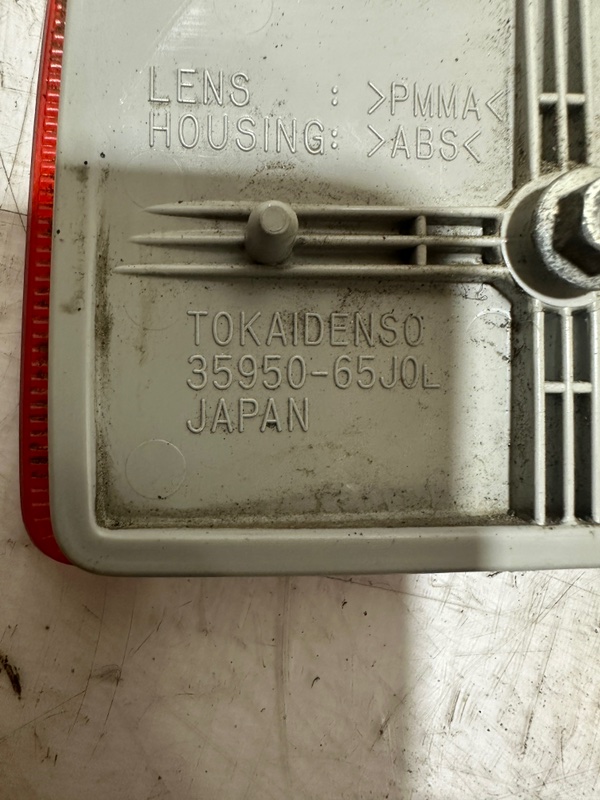 LENS : >PMMA<
HOUSING: >ABS<
TOKAIDENSO
35950-65J0L
JAPAN